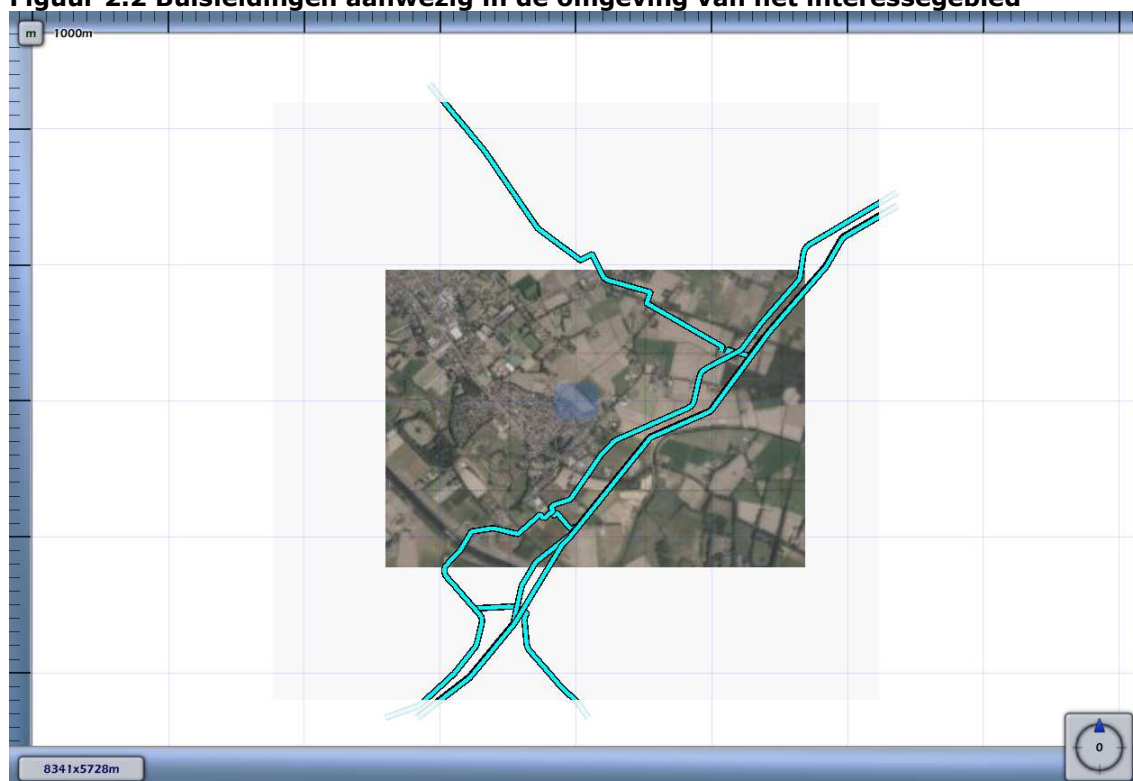 Figuur 2.2 Buisleidingen aanwezig in de omgeving van het interessegebied
m 1000m
0
8341x5728m